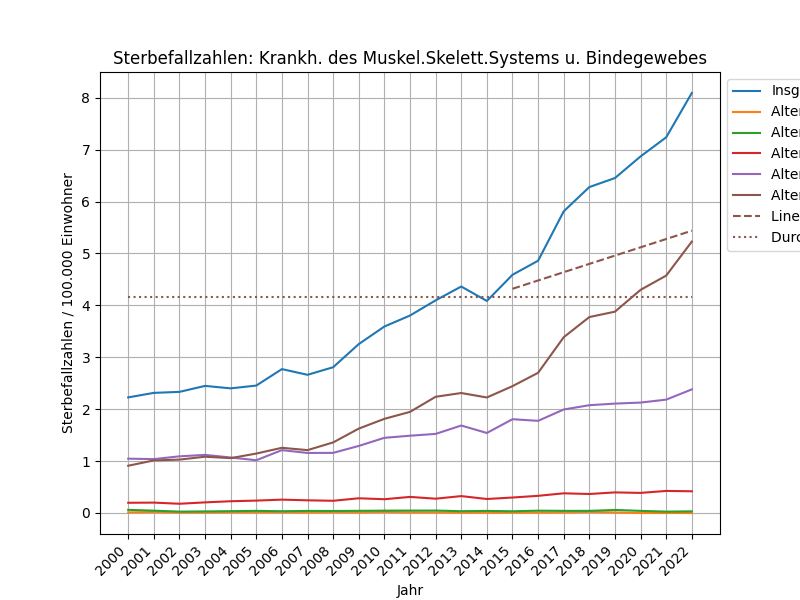 Sterbefallzahlen: Krankh. des Muskel.Skelett.Systems u. Bindegewebes
Sterbefallzahlen / 100.000 Einwohner
8
7
6
5
4
3
2
1
0
2000
2001
2002
2003
2004
2005
2006
2007
2008
2009
2010
2011
2012
2013
2014
2015
2016
2017
2018
2019
2020
2021
2022
Jahr
Insg
Alter
Alter
Alter
Alter
Alter
Line
Durc